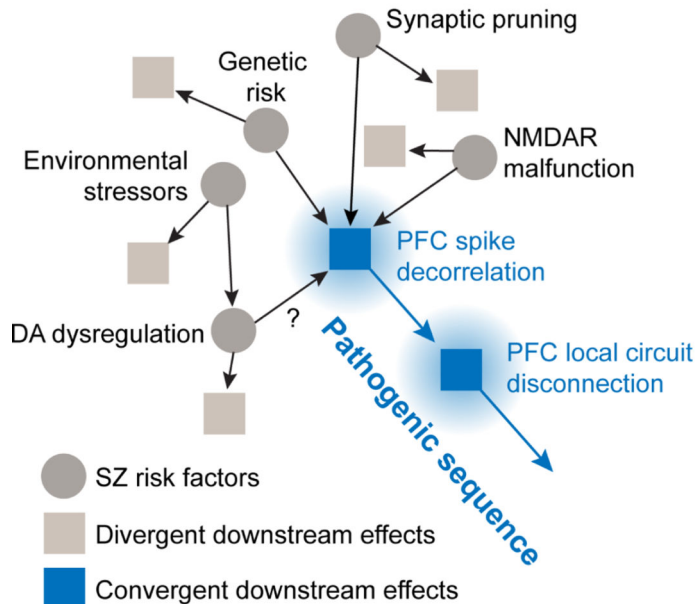 Synaptic pruning
Genetic
risk
NMDAR
malfunction
Environmental
stressors
PFC spike
decorrelation
DA dysregulation
?
PFC local circuit
disconnection
Pathogenic sequence
SZ risk factors
Divergent downstream effects
Convergent downstream effects